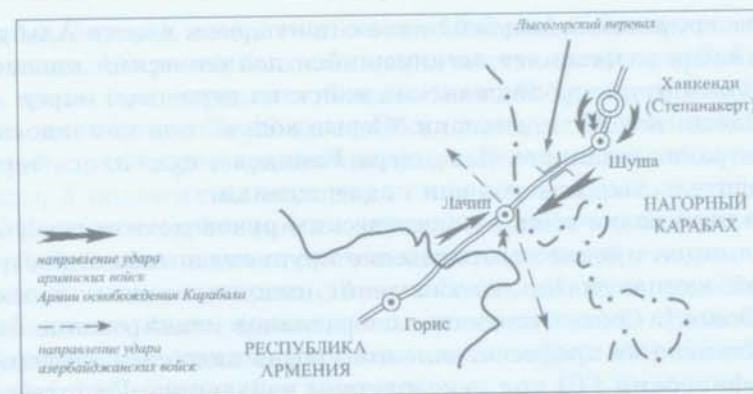 Лысогорский перевал
Ханкенди
(Степанакерт)
Шуша
Лачин
НАГОРНЫЙ
КАРАБАХ
направление удара
армянских войск
Армии освобождения Карабаха
Горис
РЕСПУБЛИКА
АРМЕНИЯ
направление удара
азербайджанских войск